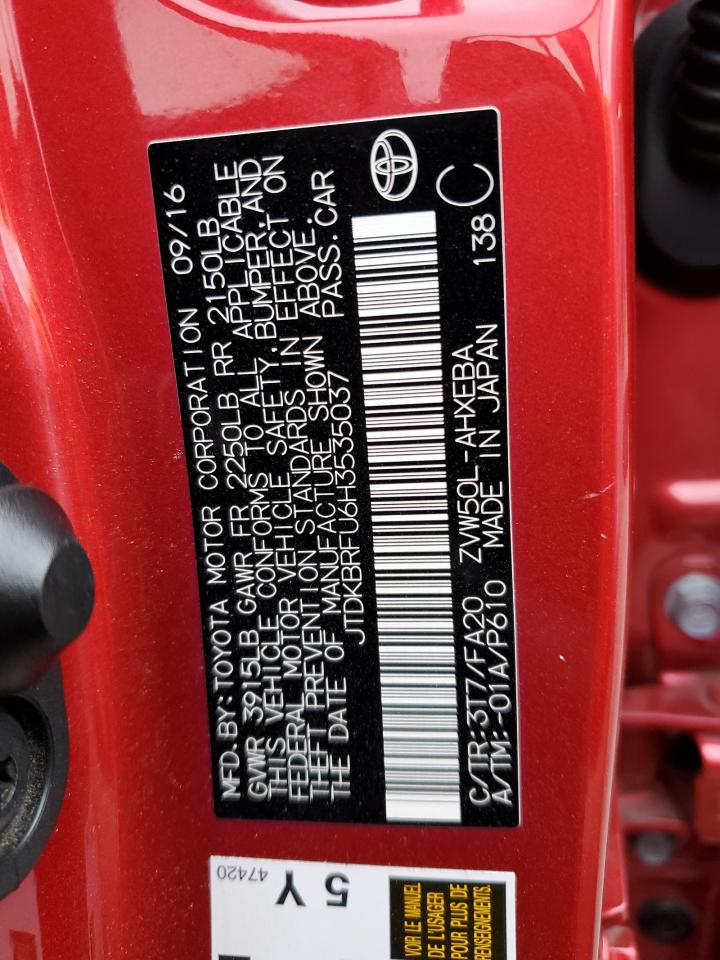 MFD. BY: TOYOTA MOTOR CORPORATION 09/16
GVWR 3915LB GAWR FR 2250LB RR 2150LB
THIS VEHICLE CONFORMS TO ALL APPLICABLE
FEDERAL MOTOR VEHICLE SAFETY, BUMPER, AND
THEFT PREVENTION STANDARDS IN EFFECT ON
THE DATE OF MANUFACTURE SHOWN ABOVE.
JTDKBRFU6H3535037 PASS. CAR
C/TR: 3T7/FA20 ZVW50L-AHXEBA 138 C
A/TM: -01A/P610 MADE IN JAPAN
47420
5 Y
VOIR LE MANUEL
DE L'USAGER
POUR PLUS DE
RENSEIGNEMENTS.